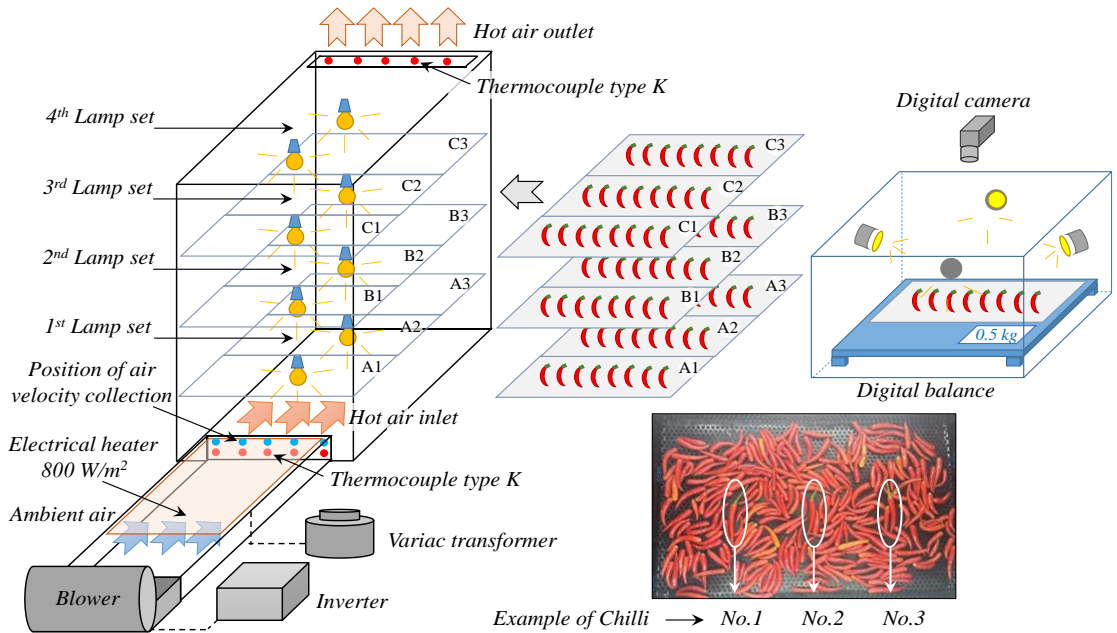 Hot air outlet
Thermocouple type K
4th Lamp set
3rd Lamp set
2nd Lamp set
1st Lamp set
C3
C2
C1
B3
B2
B1
A3
A2
A1
Position of air
velocity collection
Hot air inlet
Electrical heater
800 W/m²
Thermocouple type K
Ambient air
Variac transformer
Blower
Inverter
C3
C2
C1
B3
B2
B1
A3
A2
A1
Digital camera
0.5 kg
Digital balance
Example of Chilli
No.1
No.2
No.3